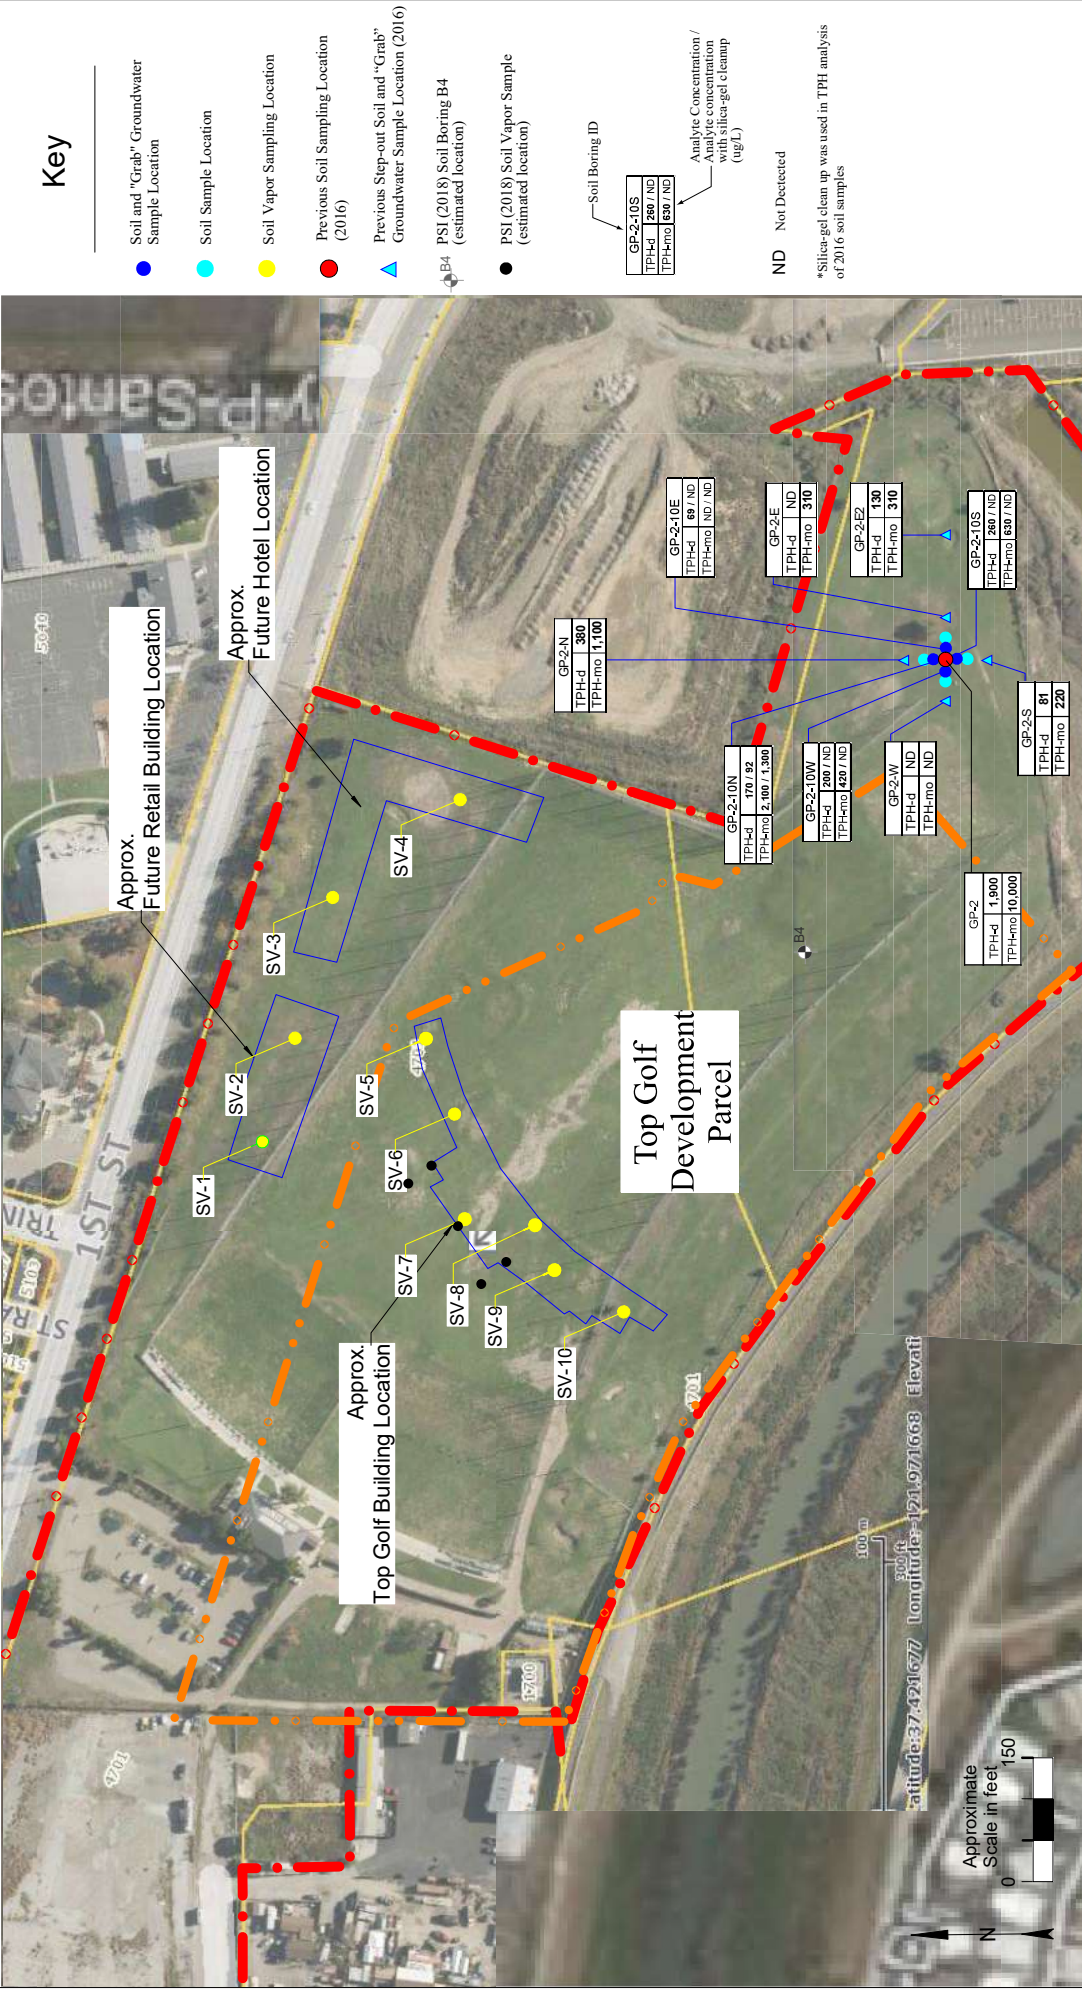 Key
Soil and "Grab" Groundwater
Sample Location
Soil Sample Location
Soil Vapor Sampling Location
Previous Soil Sampling Location
(2016)
Previous Step-out Soil and “Grab”
Groundwater Sample Location (2016)
B4
PSI (2018) Soil Boring B4
(estimated location)
PSI (2018) Soil Vapor Sample
(estimated location)
Soil Boring ID
GP-2-10S
TPH-d 260 / ND
TPH-mo 630 / ND
Analyte Concentration /
Analyte concentration
with silica-gel cleanup
(ug/L)
ND Not Dectected
*Silica-gel clean up was used in TPH analysis
of 2016 soil samples
y-P-Santos
5040
Approx.
Future Hotel Location
Approx.
Future Retail Building Location
1ST ST
TRIN
5103
SV-1
SV-2
SV-3
SV-4
SV-5
SV-6
SV-7
SV-8
SV-9
SV-10
Approx.
Top Golf Building Location
Top Golf
Development
Parcel
B4
GP-2-N
TPH-d 380
TPH-mo 1,100
GP-2-10E
TPH-d 69 / ND
TPH-mo ND / ND
GP-2-E
TPH-d ND
TPH-mo 310
GP-2-E2
TPH-d 130
TPH-mo 310
GP-2-10S
TPH-d 260 / ND
TPH-mo 630 / ND
GP-2-10N
TPH-d 170 / 92
TPH-mo 2,100 / 1,300
GP-2-10W
TPH-d 200 / ND
TPH-mo 420 / ND
GP-2-W
TPH-d ND
TPH-mo ND
GP-2-S
TPH-d 81
TPH-mo 220
GP-2
TPH-d 1,900
TPH-mo 10,000
4701
1700
4701
100 m
300 ft
atitude:37.421677 Longitude:-121.971668 Elevati
Approximate
Scale in feet
0 150
N